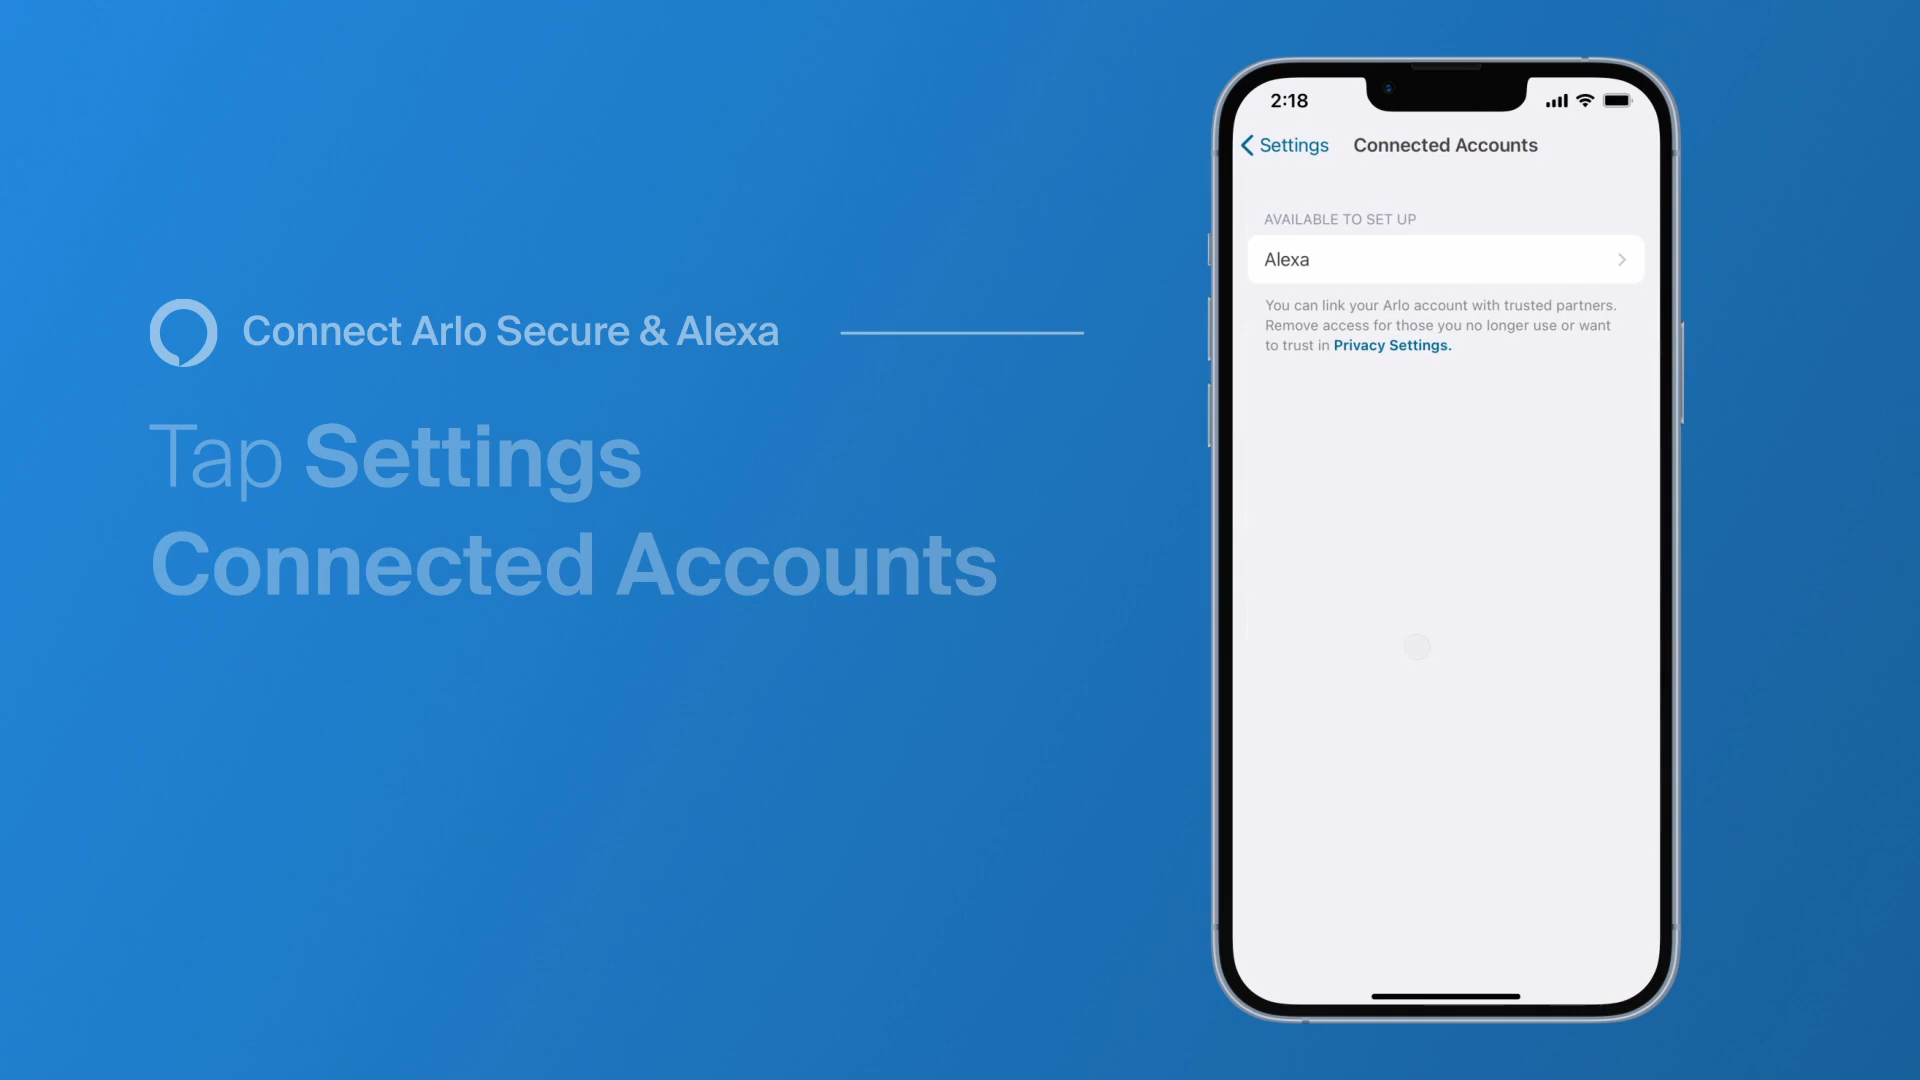 Connect Arlo Secure & Alexa
Tap Settings
Connected Accounts
2:18
Settings
Connected Accounts
AVAILABLE TO SET UP
Alexa
You can link your Arlo account with trusted partners.
Remove access for those you no longer use or want
to trust in Privacy Settings.